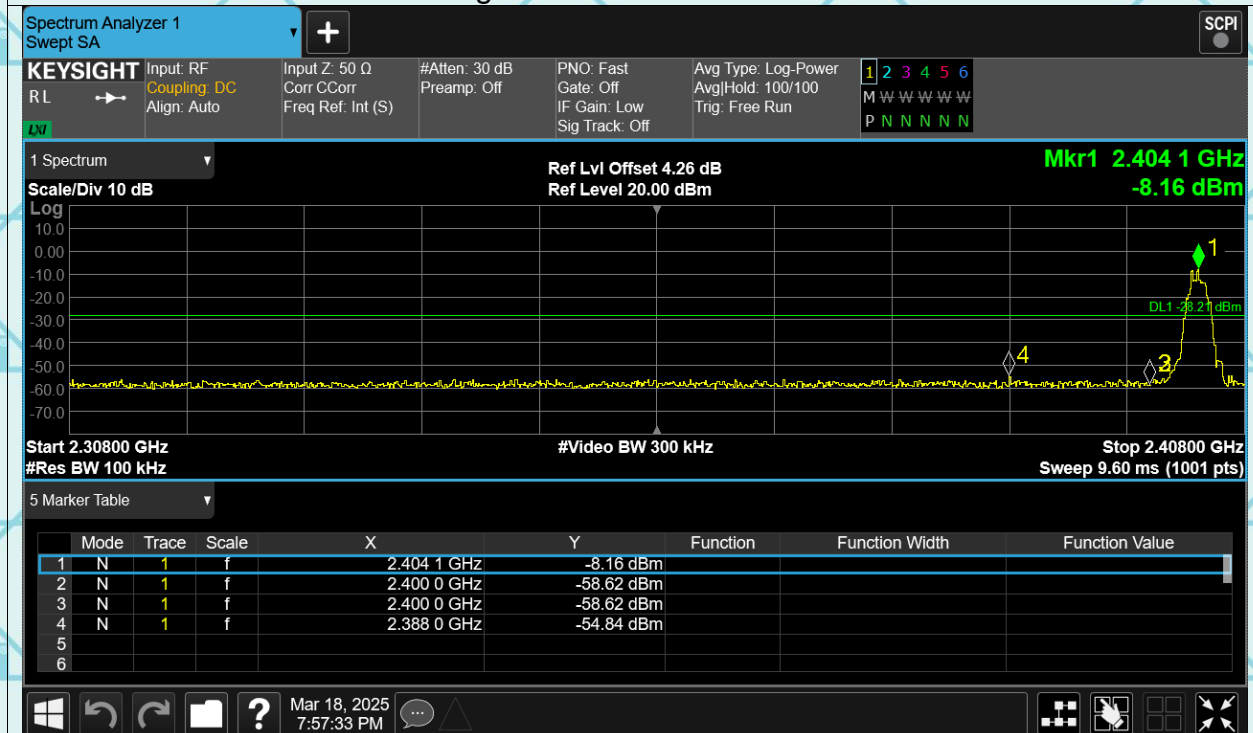 Spectrum Analyzer 1
Swept SA
+
SCPI
KEYSIGHT
RL
LXI
Input: RF
Coupling: DC
Align: Auto
Input Z: 50 Ω
Corr CCorr
Freq Ref: Int (S)
#Atten: 30 dB
Preamp: Off
PNO: Fast
Gate: Off
IF Gain: Low
Sig Track: Off
Avg Type: Log-Power
Avg|Hold: 100/100
Trig: Free Run
1 2 3 4 5 6
M W W W W W
P N N N N N
1 Spectrum
Scale/Div 10 dB
Ref Lvl Offset 4.26 dB
Ref Level 20.00 dBm
Mkr1 2.404 1 GHz
-8.16 dBm
Log
10.0
0.00
-10.0
-20.0
-30.0
-40.0
-50.0
-60.0
-70.0
1
DL1 -28.21 dBm
4
3
Start 2.30800 GHz
#Video BW 300 kHz
Stop 2.40800 GHz
#Res BW 100 kHz
Sweep 9.60 ms (1001 pts)
5 Marker Table
Mode Trace Scale X Y Function Function Width Function Value
1 N 1 f 2.404 1 GHz -8.16 dBm
2 N 1 f 2.400 0 GHz -58.62 dBm
3 N 1 f 2.400 0 GHz -58.62 dBm
4 N 1 f 2.388 0 GHz -54.84 dBm
5
6
?
Mar 18, 2025
7:57:33 PM